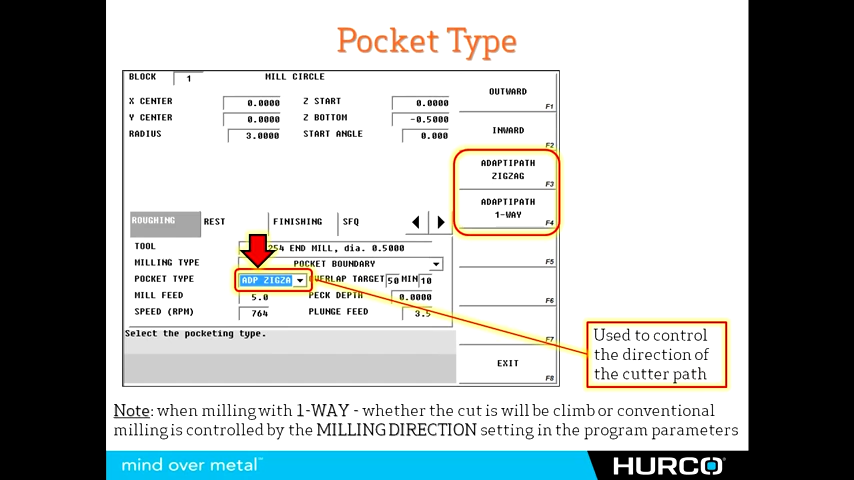 Pocket Type
BLOCK 1 MILL CIRCLE
X CENTER 0.0000 Z START 0.0000
Y CENTER 0.0000 Z BOTTOM -0.5000
RADIUS 3.0000 START ANGLE 0.000
OUTWARD F1
INWARD F2
ADAPTIPATH
ZIGZAG F3
ADAPTIPATH
1-WAY F4
F5
F6
F7
EXIT F8
ROUGHING REST FINISHING SFQ
TOOL 254 END MILL, dia. 0.5000
MILLING TYPE POCKET BOUNDARY
POCKET TYPE ADP ZIGZA OVERLAP TARGET 50 MIN 10
MILL FEED 5.0 PECK DEPTH 0.0000
SPEED (RPM) 764 PLUNGE FEED 3.5
Select the pocketing type.
Used to control
the direction of
the cutter path
Note: when milling with 1-WAY - whether the cut is will be climb or conventional
milling is controlled by the MILLING DIRECTION setting in the program parameters
mind over metal™ HURCO